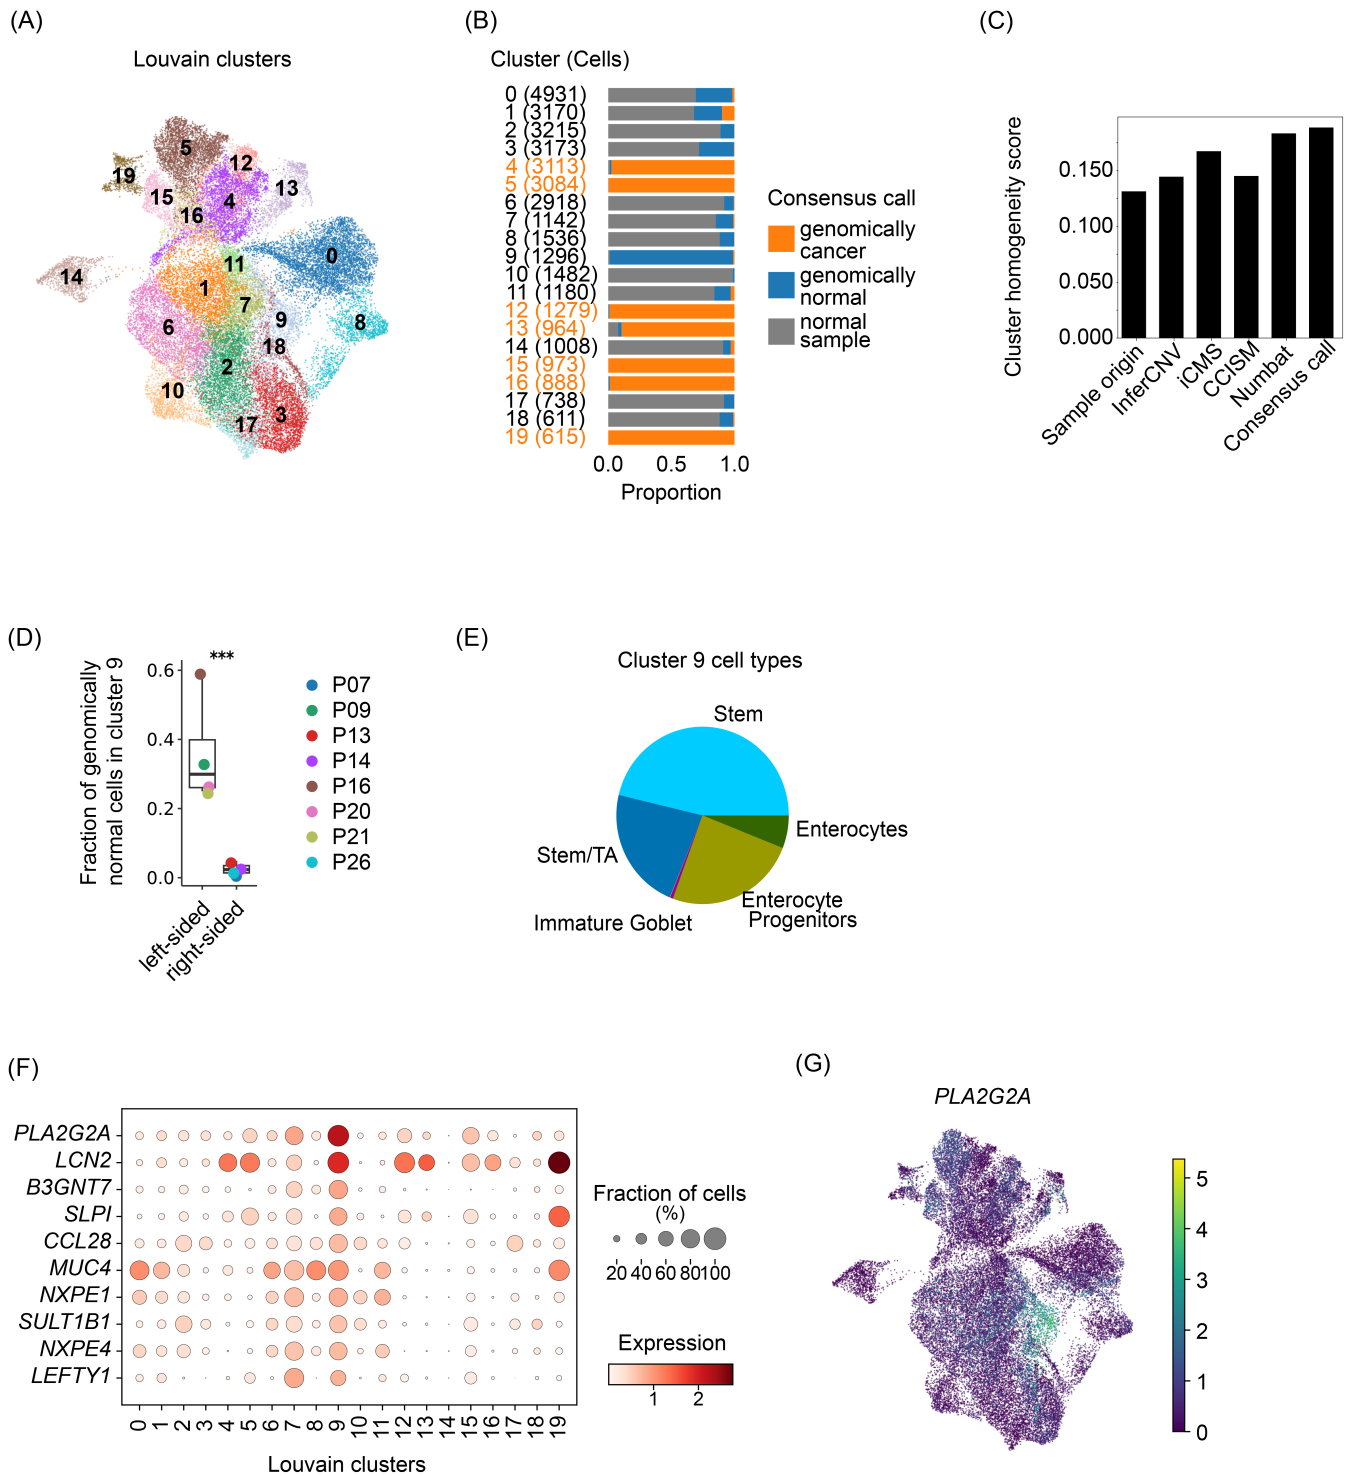 (A)
Louvain clusters
5
12
19
15
4
13
16
14
11
0
1
7
6
9
8
18
2
10
17
3
(B)
Cluster (Cells)
0 (4931)
1 (3170)
2 (3215)
3 (3173)
4 (3113)
5 (3084)
6 (2918)
7 (1142)
8 (1536)
9 (1296)
10 (1482)
11 (1180)
12 (1279)
13 (964)
14 (1008)
15 (973)
16 (888)
17 (738)
18 (611)
19 (615)
0.0 0.5 1.0
Proportion
Consensus call
genomically
cancer
genomically
normal
normal
sample
(C)
Cluster homogeneity score
0.150
0.100
0.050
0.000
Sample origin
InferCNV
iCMS
CCISM
Numbat
Consensus call
(D)
Fraction of genomically
normal cells in cluster 9
0.6
0.4
0.2
0.0
***
left-sided
right-sided
P07
P09
P13
P14
P16
P20
P21
P26
(E)
Cluster 9 cell types
Stem
Enterocytes
Stem/TA
Enterocyte
Progenitors
Immature Goblet
(F)
PLA2G2A
LCN2
B3GNT7
SLPI
CCL28
MUC4
NXPE1
SULT1B1
NXPE4
LEFTY1
0 1 2 3 4 5 6 7 8 9 10 11 12 13 14 15 16 17 18 19
Louvain clusters
Fraction of cells
(%)
20 40 60 80 100
Expression
1 2
(G)
PLA2G2A
5
4
3
2
1
0